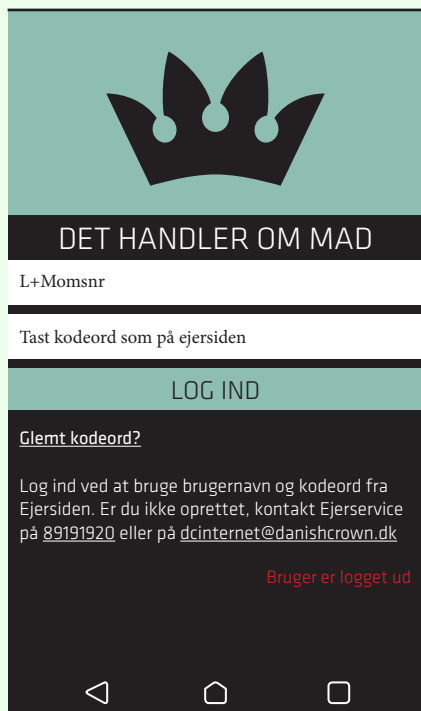 DET HANDLER OM MAD
L+Momsnr
Tast kodeord som på ejersiden
LOG IND
Glemt kodeord?
Log ind ved at bruge brugernavn og kodeord fra
Ejersiden. Er du ikke oprettet, kontakt Ejerservice
på 89191920 eller på dcinternet@danishcrown.dk
Bruger er logget ud